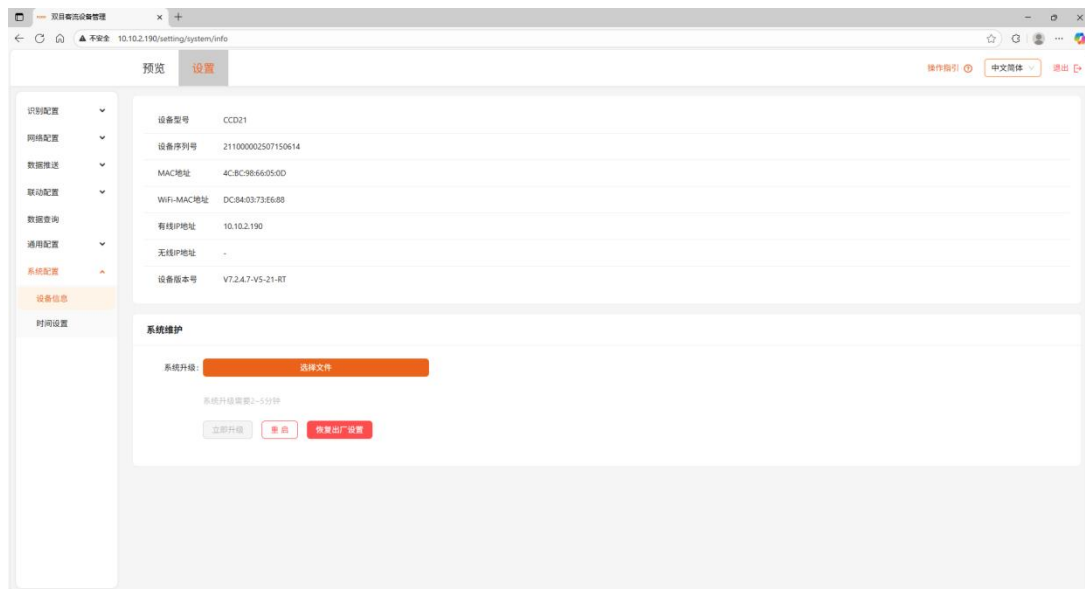 双目客流设备管理
不安全 10.10.2.190/setting/system/info
预览 设置 操作指引 中文简体 退出
识别配置
网络配置
数据推送
联动配置
数据查询
通用配置
系统配置
设备信息
时间设置
设备型号 CCD21
设备序列号 211000002507150614
MAC地址 4C:BC:98:66:05:0D
WiFi-MAC地址 DC:84:03:73:E6:88
有线IP地址 10.10.2.190
无线IP地址 -
设备版本号 V7.2.4.7-V5-21-RT
系统维护
系统升级: 选择文件
系统升级需要2~5分钟
立即升级 重启 恢复出厂设置